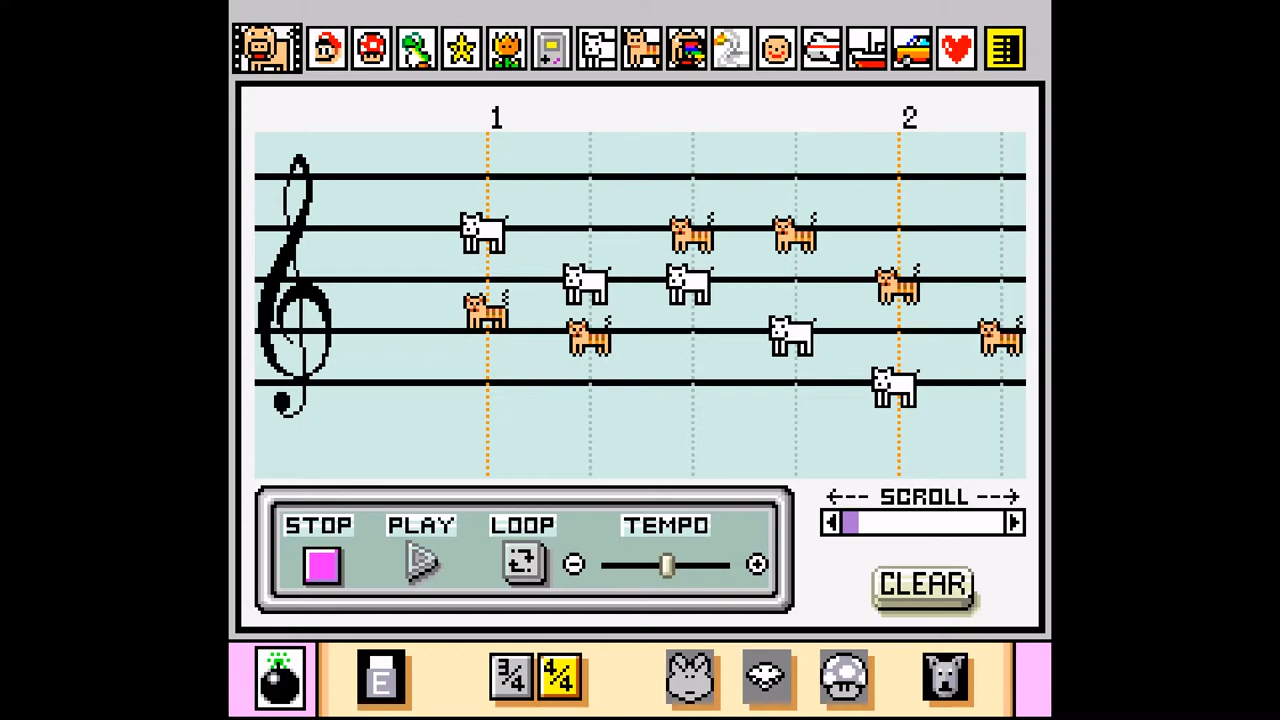 1 2
<--- SCROLL --->
STOP PLAY LOOP TEMPO
CLEAR
E 3/4 4/4